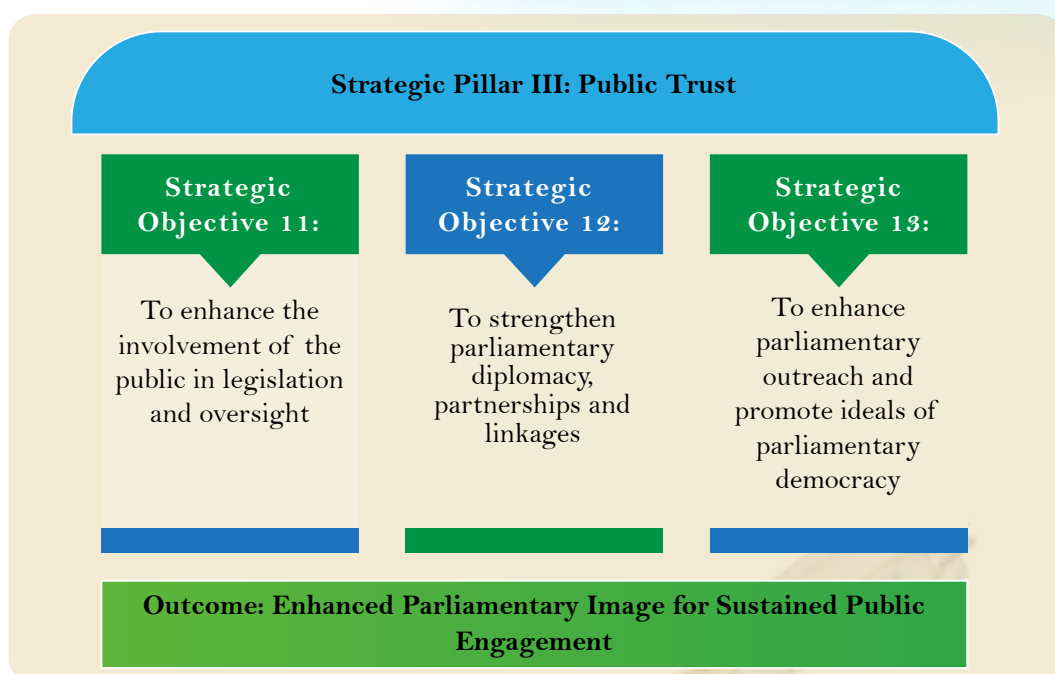 Strategic Pillar III: Public Trust
Strategic
Objective 11:
To enhance the
involvement of the
public in legislation
and oversight
Strategic
Objective 12:
To strengthen
parliamentary
diplomacy,
partnerships and
linkages
Strategic
Objective 13:
To enhance
parliamentary
outreach and
promote ideals of
parliamentary
democracy
Outcome: Enhanced Parliamentary Image for Sustained Public
Engagement